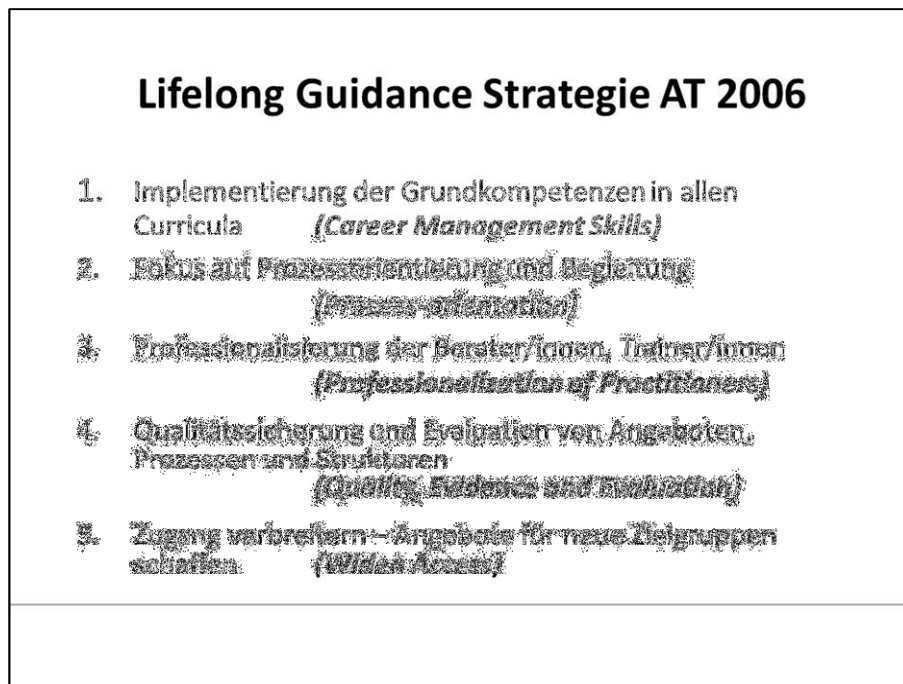 Lifelong Guidance Strategie AT 2006
1. Implementierung der Grundkompetenzen in allen
Curricula (Career Management Skills)
2. Fokus auf Prozessorientierung und Begleitung
(Process-orientation)
3. Professionalisierung der Berater/innen, Trainer/innen
(Professionalisation of Practitioners)
4. Qualitätssicherung und Evaluation von Angeboten,
Prozessen und Strukturen
(Quality, Evidence and Evaluation)
5. Zugang verbreitern – Angebote für neue Zielgruppen
schaffen (Widen Access)